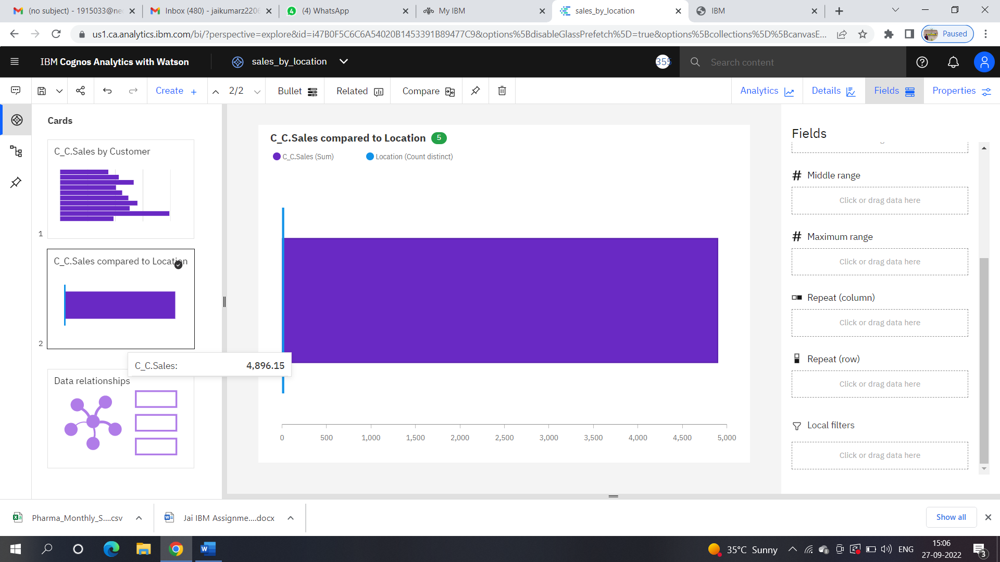 (no subject) - 1915033@ne
Inbox (480) - jaikumarz2206
(4) WhatsApp
My IBM
sales_by_location
IBM
us1.ca.analytics.ibm.com/bi/?perspective=explore&id=i47B0F5C6C6A54020B1453391B89477C9&options%5BdisableGlassPrefetch%5D=true&options%5Bcollections%5D%5BcanvasE...
Paused
IBM Cognos Analytics with Watson
sales_by_location
355
Search content
Create
2/2
Bullet
Related
Compare
Analytics
Details
Fields
Properties
Cards
C_C.Sales by Customer
1
C_C.Sales compared to Location
2
Data relationships
C_C.Sales: 4,896.15
C_C.Sales compared to Location 5
C_C.Sales (Sum)
Location (Count distinct)
0 500 1,000 1,500 2,000 2,500 3,000 3,500 4,000 4,500 5,000
Fields
Middle range
Click or drag data here
Maximum range
Click or drag data here
Repeat (column)
Click or drag data here
Repeat (row)
Click or drag data here
Local filters
Click or drag data here
Pharma_Monthly_S....csv
Jai IBM Assignme....docx
Show all
35°C Sunny
ENG
15:06
27-09-2022
3